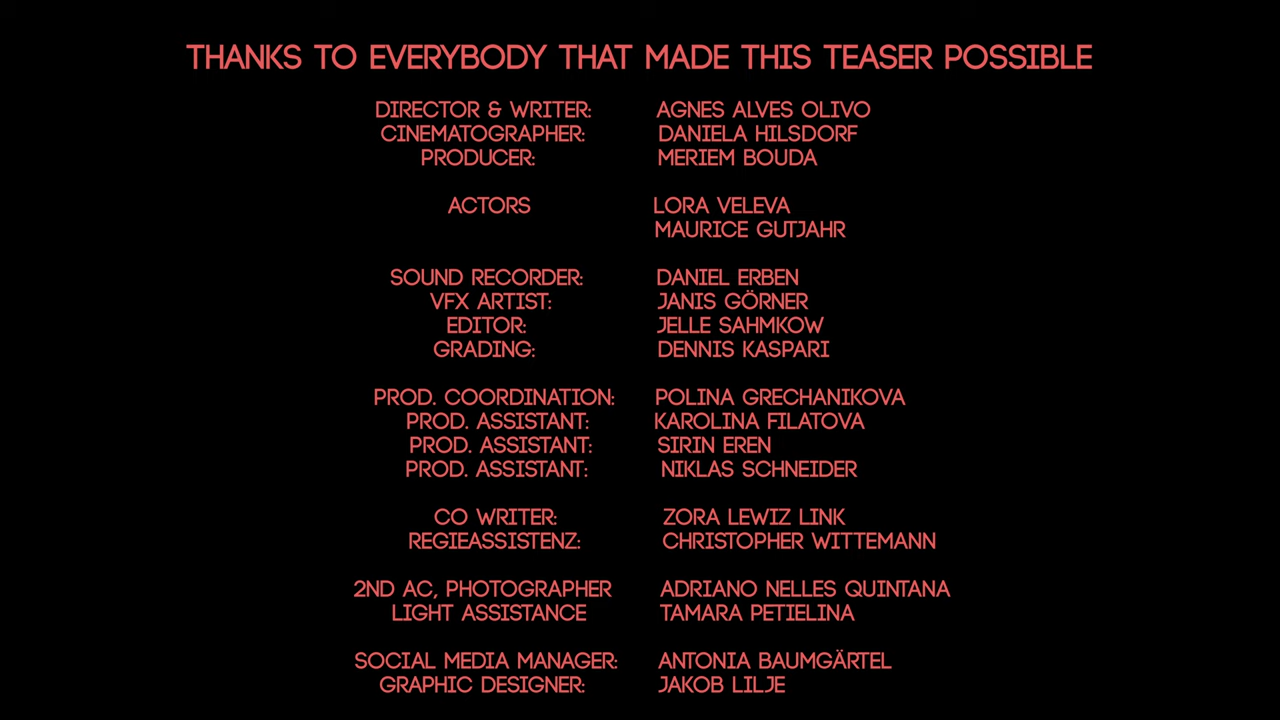 THANKS TO EVERYBODY THAT MADE THIS TEASER POSSIBLE
DIRECTOR & WRITER: AGNES ALVES OLIVO
CINEMATOGRAPHER: DANIELA HILSDORF
PRODUCER: MERIEM BOUDA
ACTORS LORA VELEVA
MAURICE GUTJAHR
SOUND RECORDER: DANIEL ERBEN
VFX ARTIST: JANIS GÖRNER
EDITOR: JELLE SAHMKOW
GRADING: DENNIS KASPARI
PROD. COORDINATION: POLINA GRECHANIKOVA
PROD. ASSISTANT: KAROLINA FILATOVA
PROD. ASSISTANT: SIRIN EREN
PROD. ASSISTANT: NIKLAS SCHNEIDER
CO WRITER: ZORA LEWIZ LINK
REGIEASSISTENZ: CHRISTOPHER WITTEMANN
2ND AC, PHOTOGRAPHER ADRIANO NELLES QUINTANA
LIGHT ASSISTANCE TAMARA PETIELINA
SOCIAL MEDIA MANAGER: ANTONIA BAUMGÄRTEL
GRAPHIC DESIGNER: JAKOB LILJE